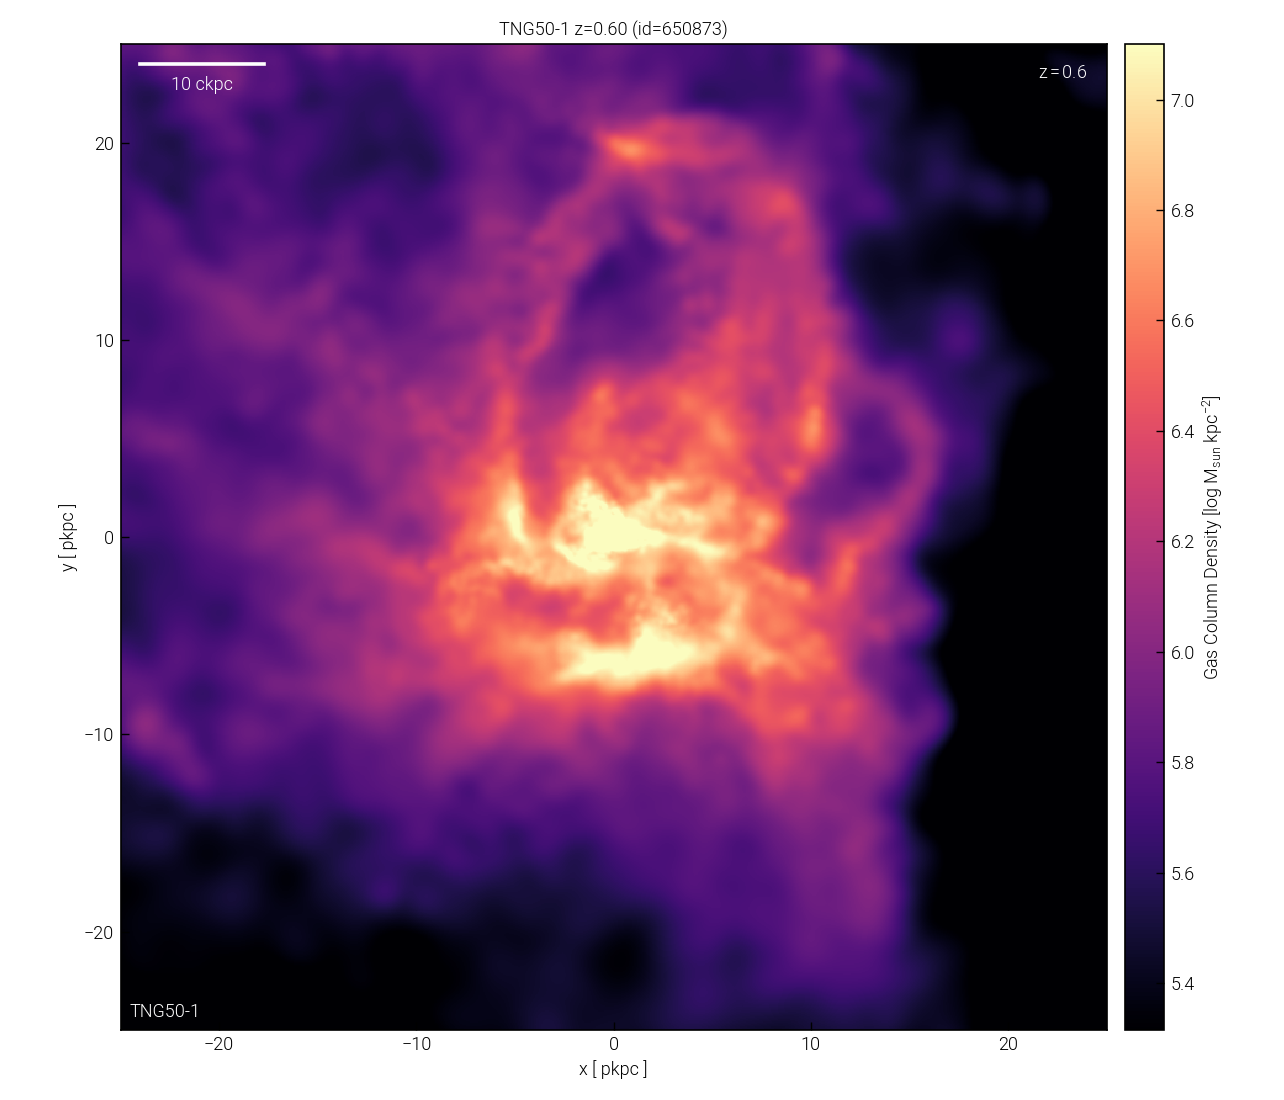 TNG50-1 z=0.60 (id=650873)
10 ckpc
z=0.6
TNG50-1
20
10
0
−10
−20
y [ pkpc ]
−20
−10
0
10
20
x [ pkpc ]
7.0
6.8
6.6
6.4
6.2
6.0
5.8
5.6
5.4
Gas Column Density [log M_sun kpc⁻²]